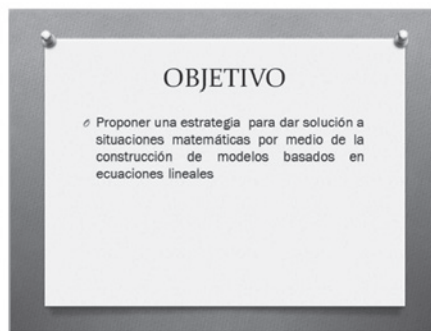 OBJETIVO
Proponer una estrategia para dar solución a
situaciones matemáticas por medio de la
construcción de modelos basados en
ecuaciones lineales